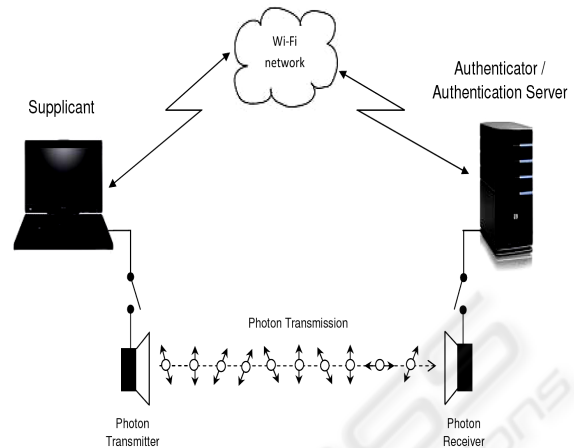 Wi-Fi
network
Authenticator /
Authentication Server
Supplicant
Photon Transmission
Photon
Transmitter
Photon
Receiver